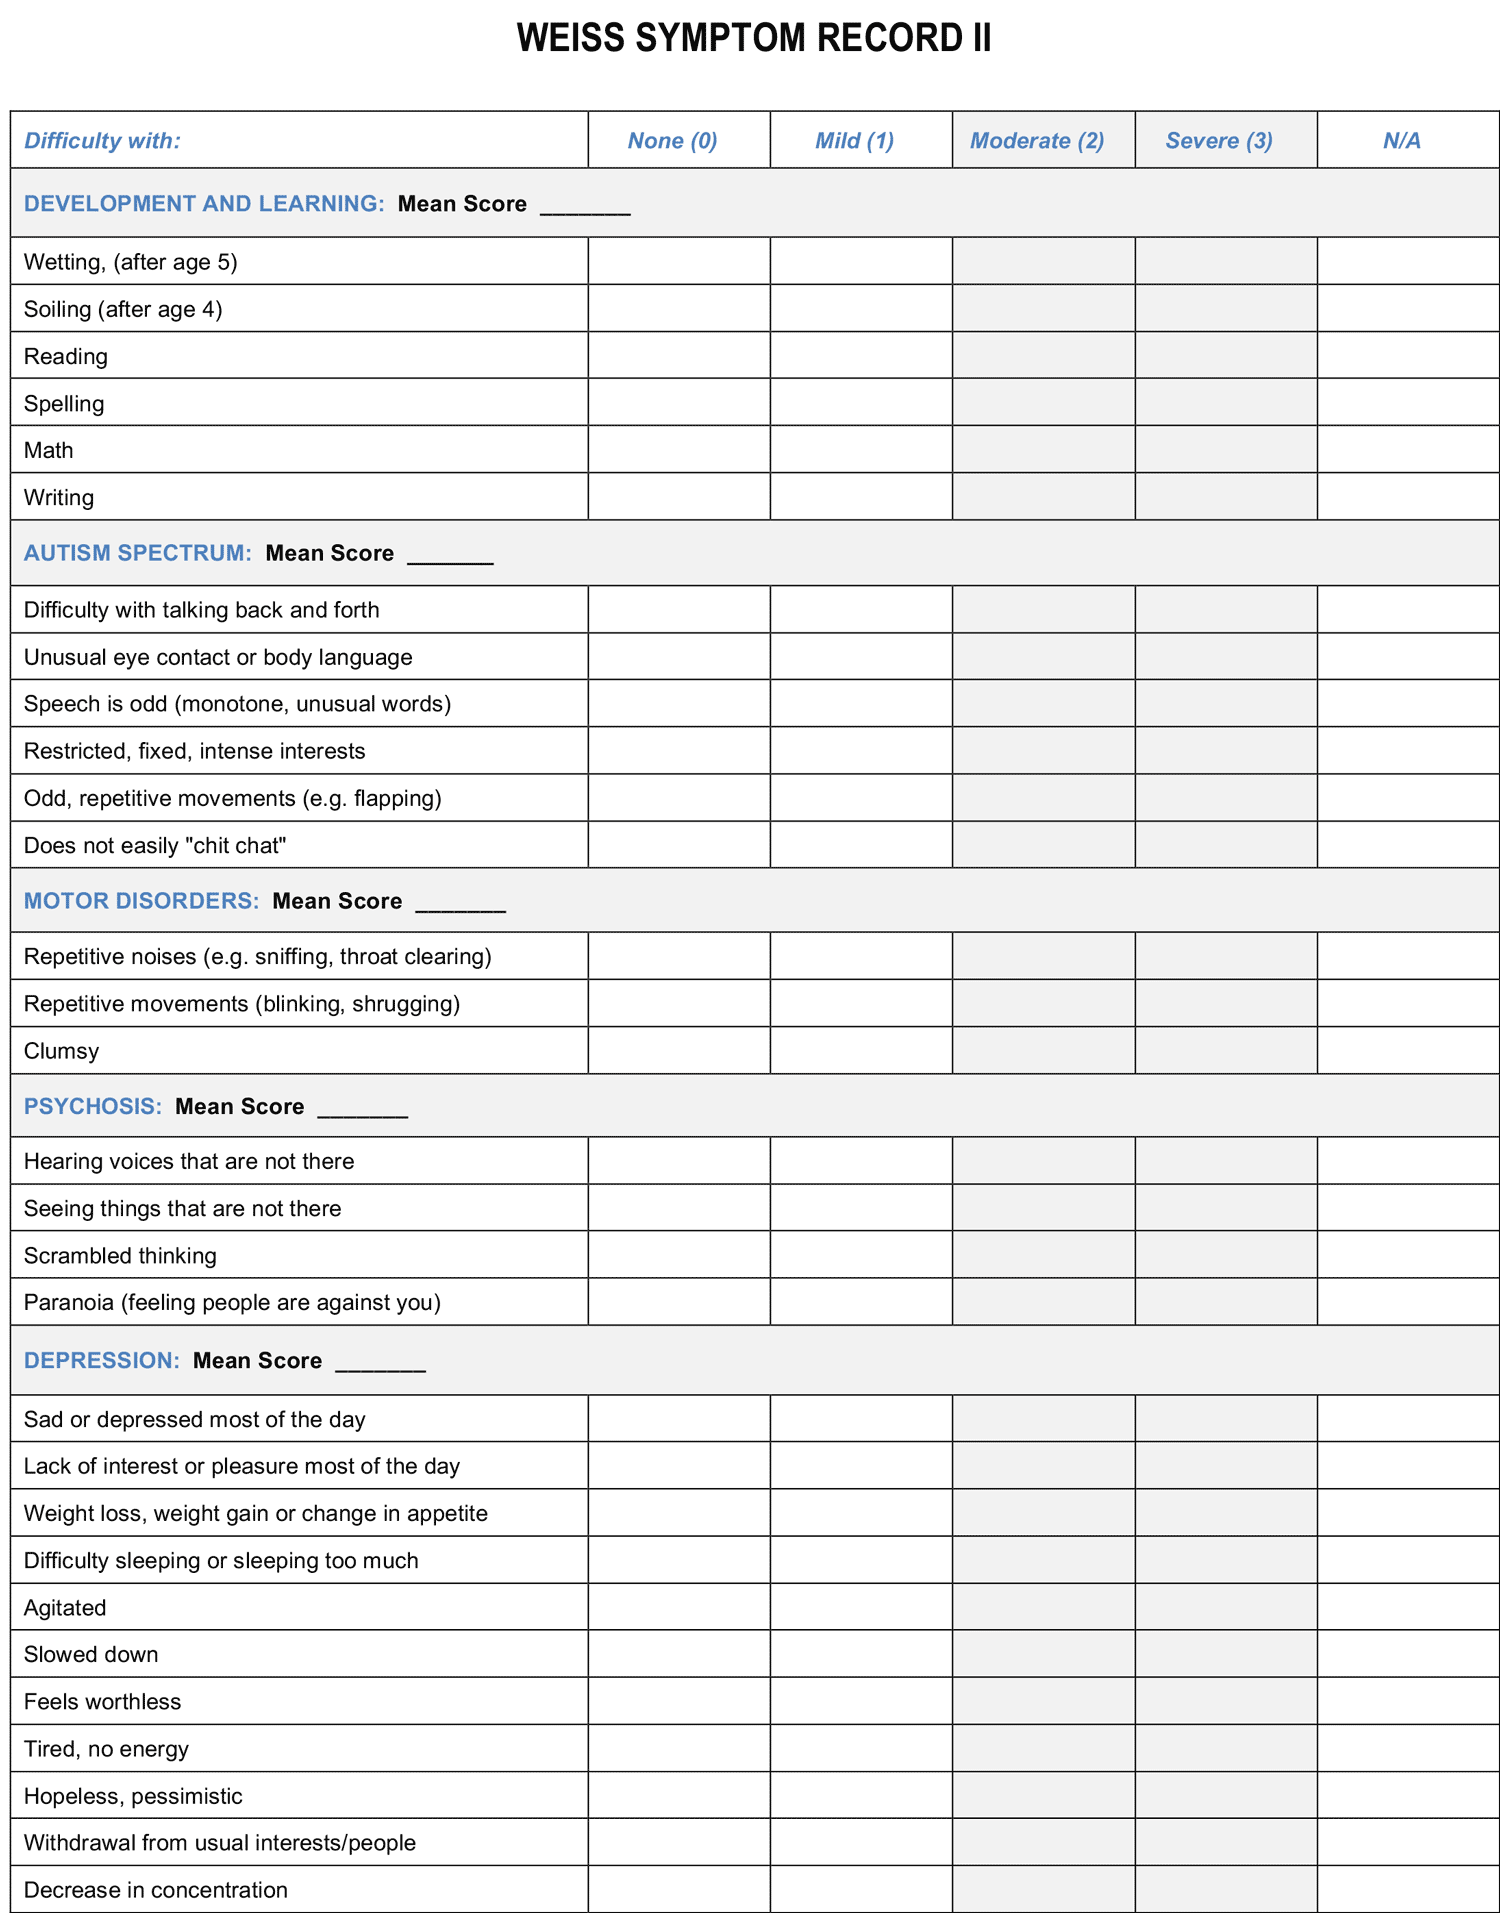 WEISS SYMPTOM RECORD II
Difficulty with: None (0) Mild (1) Moderate (2) Severe (3) N/A
DEVELOPMENT AND LEARNING: Mean Score _______
Wetting, (after age 5)
Soiling (after age 4)
Reading
Spelling
Math
Writing
AUTISM SPECTRUM: Mean Score _______
Difficulty with talking back and forth
Unusual eye contact or body language
Speech is odd (monotone, unusual words)
Restricted, fixed, intense interests
Odd, repetitive movements (e.g. flapping)
Does not easily "chit chat"
MOTOR DISORDERS: Mean Score _______
Repetitive noises (e.g. sniffing, throat clearing)
Repetitive movements (blinking, shrugging)
Clumsy
PSYCHOSIS: Mean Score _______
Hearing voices that are not there
Seeing things that are not there
Scrambled thinking
Paranoia (feeling people are against you)
DEPRESSION: Mean Score _______
Sad or depressed most of the day
Lack of interest or pleasure most of the day
Weight loss, weight gain or change in appetite
Difficulty sleeping or sleeping too much
Agitated
Slowed down
Feels worthless
Tired, no energy
Hopeless, pessimistic
Withdrawal from usual interests/people
Decrease in concentration